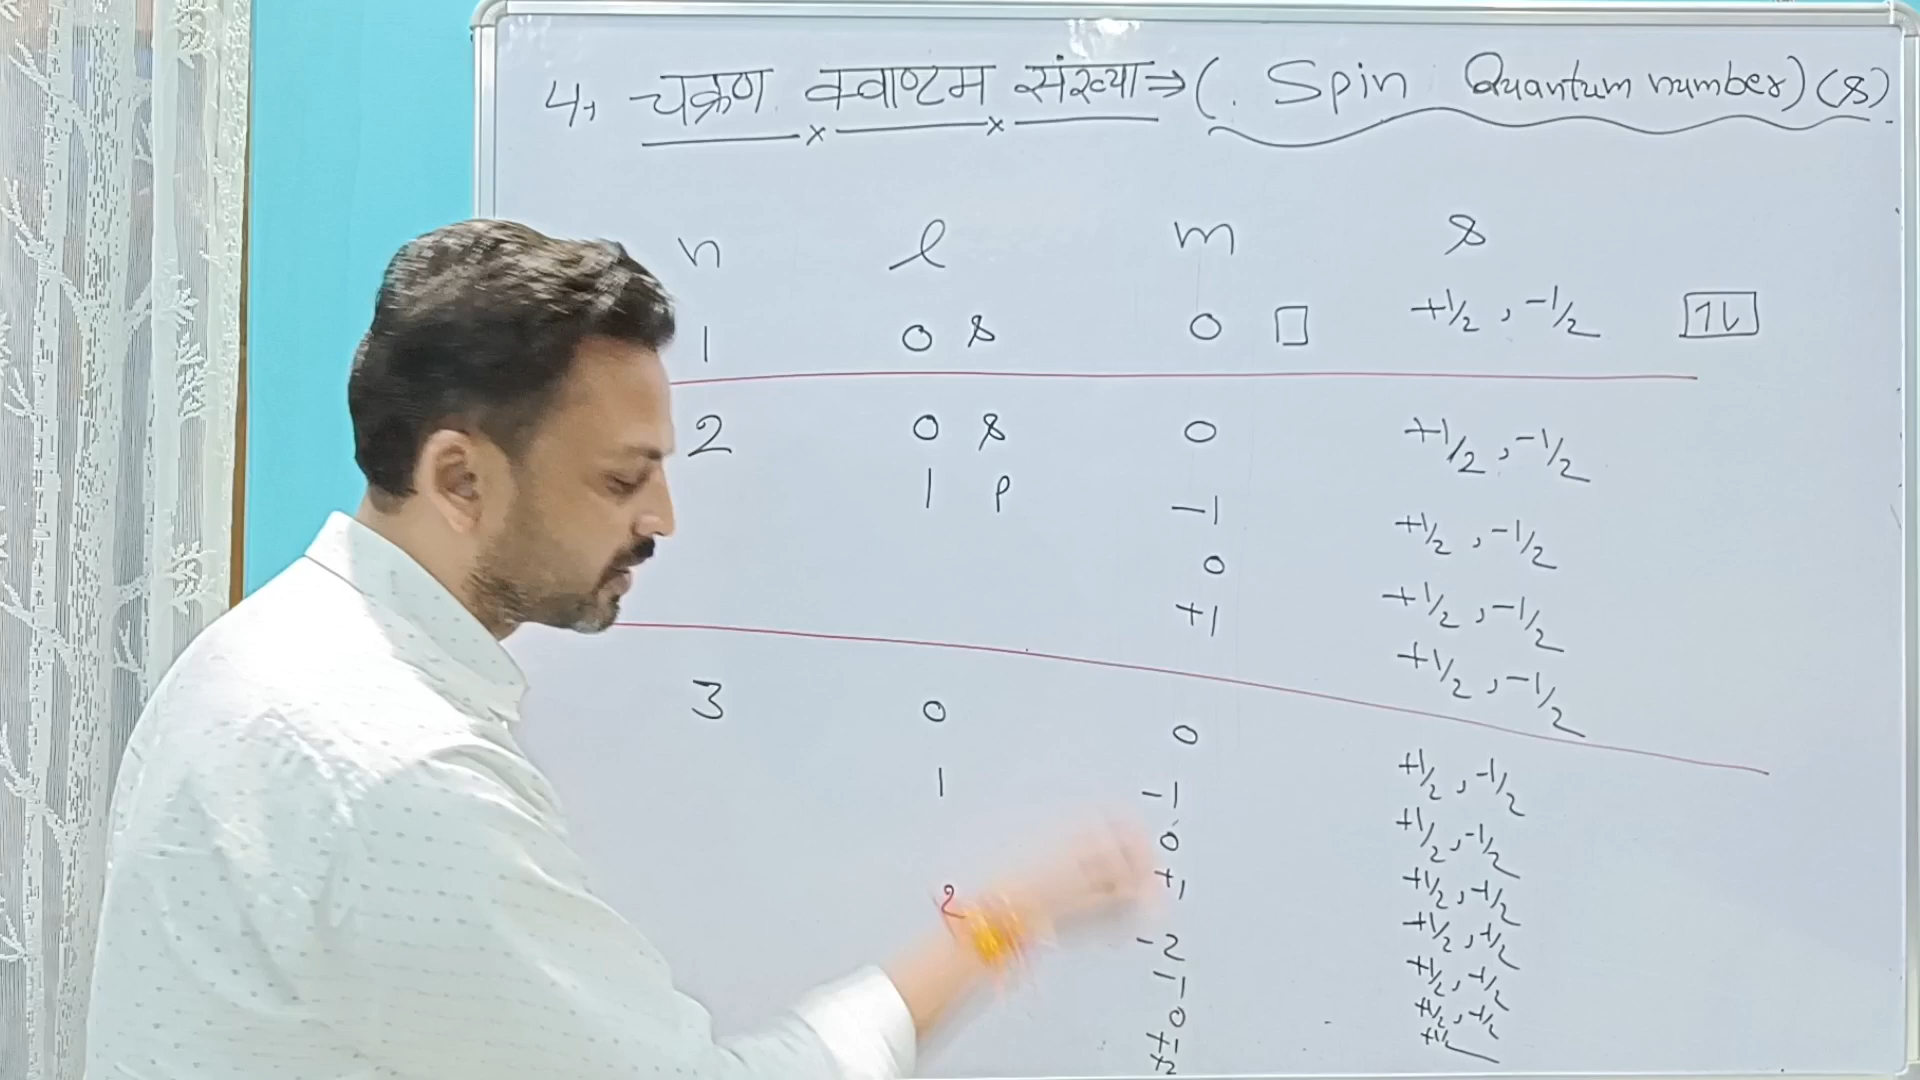 4, चक्रण क्वाण्टम संख्या ⇒ (. Spin Quantum number) (s)
n l m s
1 0 s 0 □ +1/2, -1/2 1L
2 0 s 0 +1/2, -1/2
1 p -1 +1/2, -1/2
0 +1/2, -1/2
+1 +1/2, -1/2
3 0 0 +1/2, -1/2
1 -1 +1/2, -1/2
0 +1/2, -1/2
+1 +1/2, -1/2
2 -2 +1/2, -1/2
-1 +1/2, -1/2
0 +1/2
+1
+2